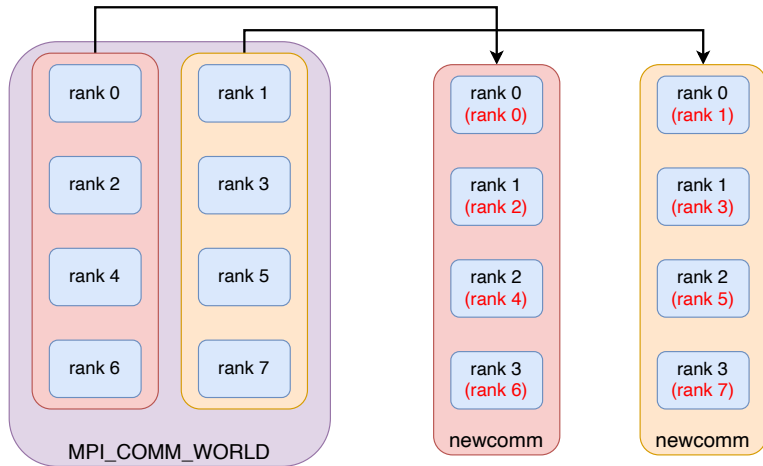 rank 0
rank 1
rank 2
rank 3
rank 4
rank 5
rank 6
rank 7
MPI_COMM_WORLD
rank 0
(rank 0)
rank 1
(rank 2)
rank 2
(rank 4)
rank 3
(rank 6)
newcomm
rank 0
(rank 1)
rank 1
(rank 3)
rank 2
(rank 5)
rank 3
(rank 7)
newcomm